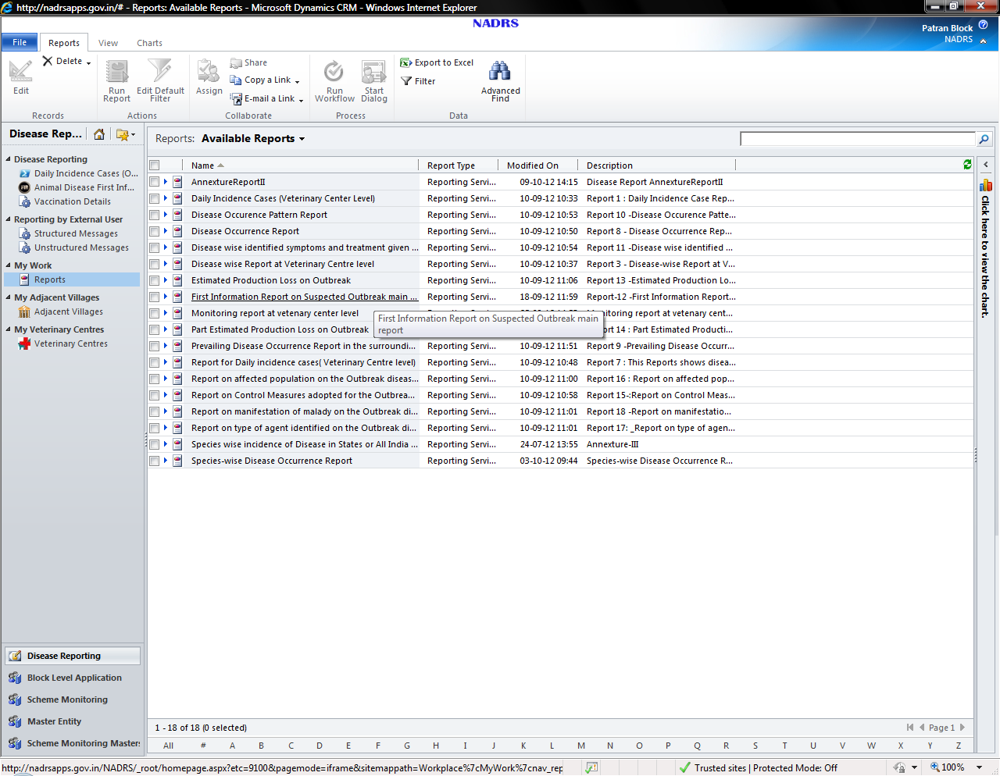 http://nadrsapps.gov.in/# - Reports: Available Reports - Microsoft Dynamics CRM - Windows Internet Explorer
NADRS
Patran Block
NADRS
File Reports View Charts
Edit
Delete
Records
Run Report
Edit Default Filter
Actions
Assign
Share
Copy a Link
E-mail a Link
Collaborate
Run Workflow
Start Dialog
Process
Export to Excel
Filter
Advanced Find
Data
Disease Rep...
Disease Reporting
Daily Incidence Cases (O...
Animal Disease First Inf...
Vaccination Details
Reporting by External User
Structured Messages
Unstructured Messages
My Work
Reports
My Adjacent Villages
Adjacent Villages
My Veterinary Centres
Veterinary Centres
Disease Reporting
Block Level Application
Scheme Monitoring
Master Entity
Scheme Monitoring Masters
Reports: Available Reports
Name Report Type Modified On Description
AnnextureReportII Reporting Servi... 09-10-12 14:15 Disease Report AnnextureReportII
Daily Incidence Cases (Veterinary Center Level) Reporting Servi... 10-09-12 10:33 Report 1 : Daily Incidence Case Rep...
Disease Occurence Pattern Report Reporting Servi... 10-09-12 10:53 Report 10 -Disease Occurence Patte...
Disease Occurrence Report Reporting Servi... 10-09-12 10:50 Report 8 - Disease Occurrence Rep...
Disease wise identified symptoms and treatment given ... Reporting Servi... 10-09-12 10:54 Report 11 -Disease wise identified ...
Disease wise Report at Veterinary Centre level Reporting Servi... 10-09-12 10:37 Report 3 - Disease-wise Report at V...
Estimated Production Loss on Outbreak Reporting Servi... 10-09-12 11:06 Report 13 -Estimated Production Lo...
First Information Report on Suspected Outbreak main ... Reporting Servi... 18-09-12 11:59 Report-12 -First Information Report...
Monitoring report at vetenary center level Monitoring report at vetenary cent...
First Information Report on Suspected Outbreak main
report
Part Estimated Production Loss on Outbreak ort 14 : Part Estimated Producti...
Prevailing Disease Occurrence Report in the surroundi... Reporting Servi... 10-09-12 11:51 Report 9 -Prevailing Disease Occurr...
Report for Daily incidence cases( Veterinary Centre level) Reporting Servi... 10-09-12 10:48 Report 7 : This Reports shows disea...
Report on affected population on the Outbreak diseas... Reporting Servi... 10-09-12 11:00 Report 16 : Report on affected pop...
Report on Control Measures adopted for the Outbrea... Reporting Servi... 10-09-12 10:58 Report 15-:Report on Control Meas...
Report on manifestation of malady on the Outbreak di... Reporting Servi... 10-09-12 11:01 Report 18 -Report on manifestatio...
Report on type of agent identified on the Outbreak di... Reporting Servi... 10-09-12 11:01 Report 17: _Report on type of agen...
Species wise incidence of Disease in States or All India ... Reporting Servi... 24-07-12 13:55 Annexture-III
Species-wise Disease Occurrence Report Reporting Servi... 03-10-12 09:44 Species-wise Disease Occurrence R...
Click here to view the chart.
1 - 18 of 18 (0 selected) Page 1
All # A B C D E F G H I J K L M N O P Q R S T U V W X Y Z
http://nadrsapps.gov.in/NADRS/_root/homepage.aspx?etc=9100&pagemode=iframe&sitemappath=Workplace%7cMyWork%7cnav_rep Trusted sites | Protected Mode: Off 100%